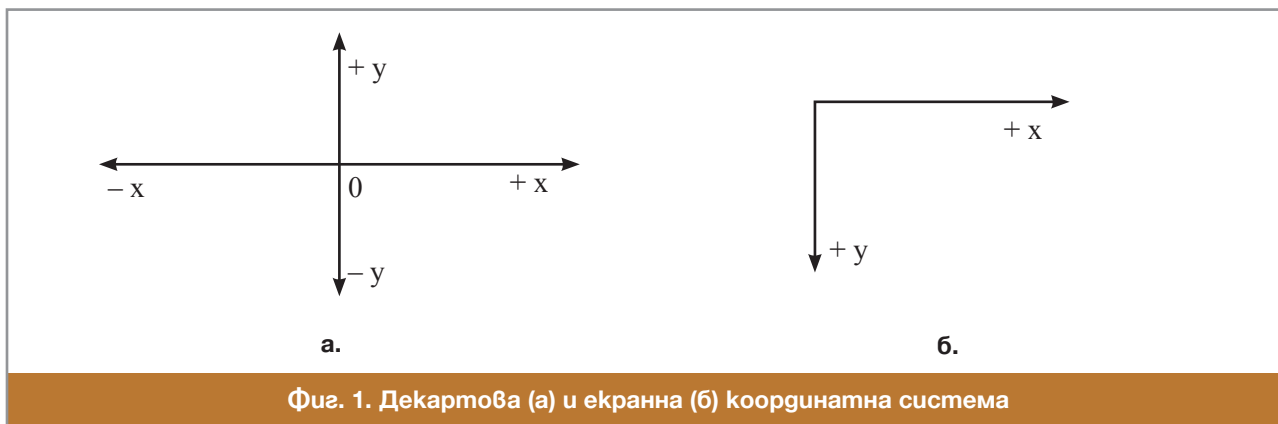 + y
– x
0
+ x
– y
а.
+ x
+ y
б.
Фиг. 1. Декартова (а) и екранна (б) координатна система